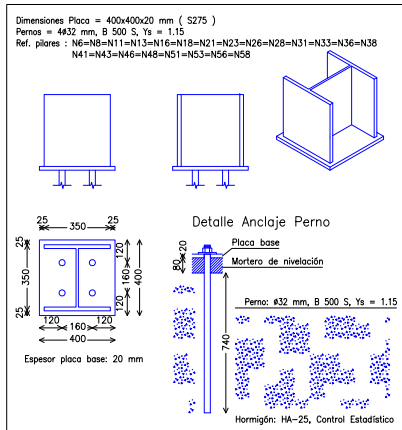 Dimensiones Placa = 400x400x20 mm ( S275 )
Pernos = 4ø32 mm, B 500 S, Ys = 1.15
Ref. pilares : N6=N8=N11=N13=N16=N18=N21=N23=N26=N28=N31=N33=N36=N38
N41=N43=N46=N48=N51=N53=N56=N58
25 25
350
25
350
25
120
160
120
400
120 160 120
400
Espesor placa base: 20 mm
Detalle Anclaje Perno
80 20
Placa base
Mortero de nivelación
740
Perno: ø32 mm, B 500 S, Ys = 1.15
Hormigón: HA-25, Control Estadístico